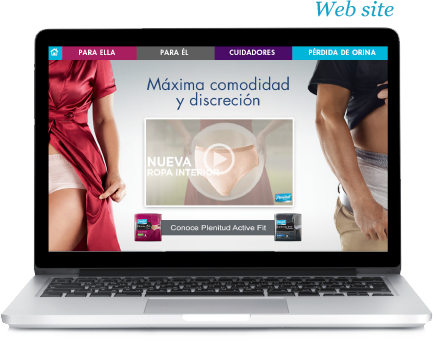 Web site
PARA ELLA
PARA ÉL
CUIDADORES
PÉRDIDA DE ORINA
Máxima comodidad
y discreción
NUEVA
ROPA INTERIOR
Plenitud
Conoce Plenitud Active Fit